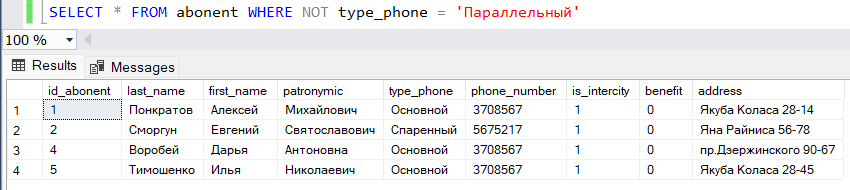 SELECT * FROM abonent WHERE NOT type_phone = 'Параллельный'
100 %
Results Messages
id_abonent last_name first_name patronymic type_phone phone_number is_intercity benefit address
1 1 Понкратов Алексей Михайлович Основной 3708567 1 0 Якуба Коласа 28-14
2 2 Сморгун Евгений Святославович Спаренный 5675217 1 0 Яна Райниса 56-78
3 4 Воробей Дарья Антоновна Основной 3708567 1 0 пр.Дзержинского 90-67
4 5 Тимошенко Илья Николаевич Основной 3708567 1 0 Якуба Коласа 28-45